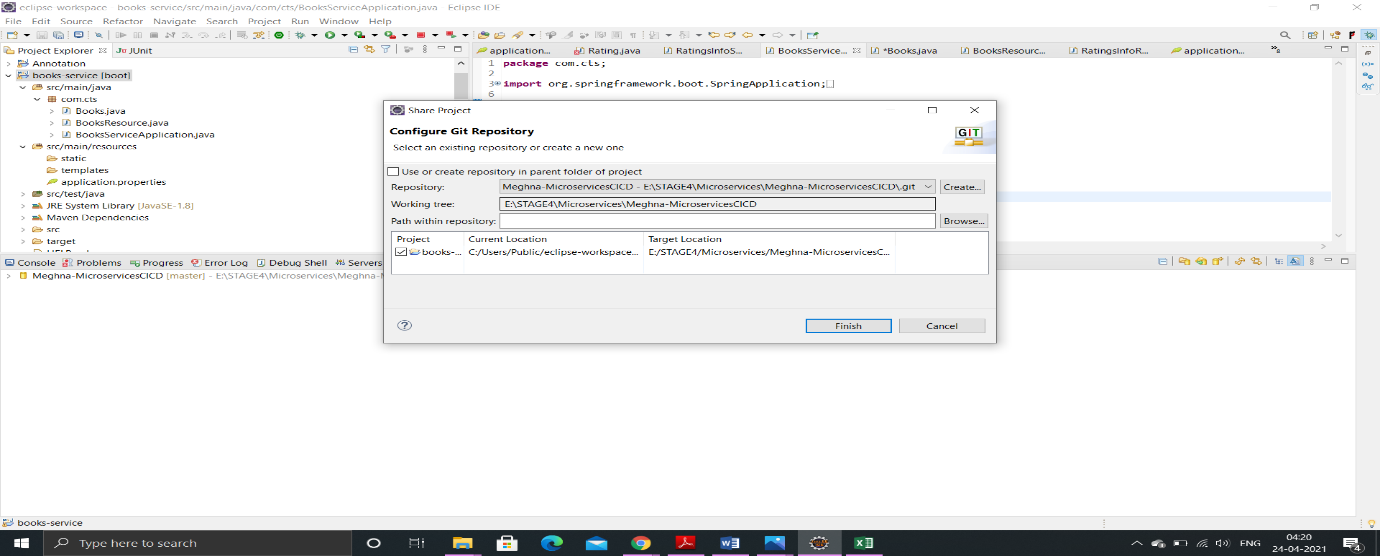 eclipse-workspace - books-service/src/main/java/com/cts/BooksServiceApplication.java - Eclipse IDE
File Edit Source Refactor Navigate Search Project Run Window Help
Project Explorer JUnit
Annotation
books-service [boot]
src/main/java
com.cts
Books.java
BooksResource.java
BooksServiceApplication.java
src/main/resources
static
templates
application.properties
src/test/java
JRE System Library [JavaSE-1.8]
Maven Dependencies
src
target
application... Rating.java RatingsInfoS... BooksService... *Books.java BooksResourc... RatingsInfoR... application...
1 package com.cts;
2
3 import org.springframework.boot.SpringApplication;
6
Share Project
Configure Git Repository
Select an existing repository or create a new one
GIT
Use or create repository in parent folder of project
Repository: Meghna-MicroservicesCICD - E:\STAGE4\Microservices\Meghna-MicroservicesCICD\.git Create...
Working tree: E:\STAGE4\Microservices\Meghna-MicroservicesCICD
Path within repository: Browse...
Project Current Location Target Location
books-... C:/Users/Public/eclipse-workspace... E:/STAGE4/Microservices/Meghna-MicroservicesC...
Finish Cancel
Console Problems Progress Error Log Debug Shell Servers
Meghna-MicroservicesCICD [master] - E:\STAGE4\Microservices\Meghna-
books-service
Type here to search
ENG
04:20
24-04-2021
4